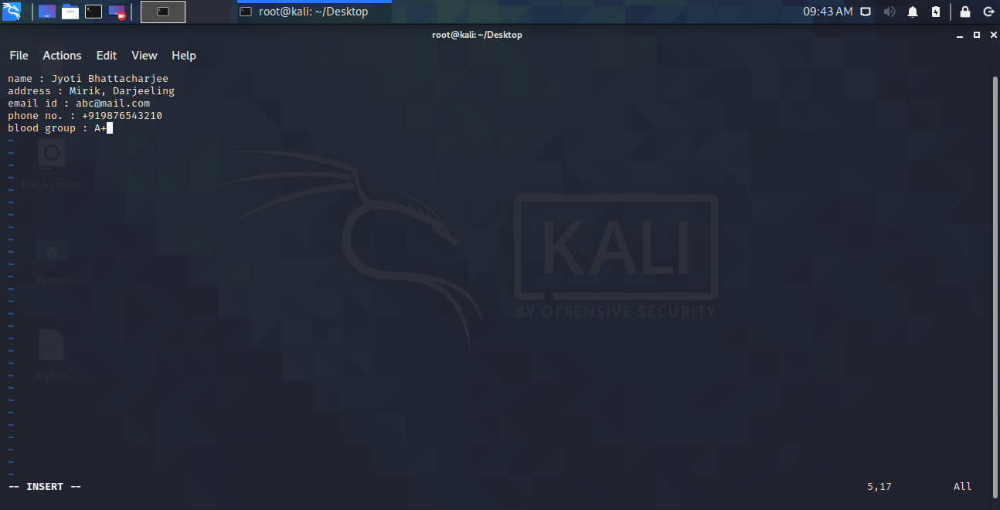 09:43 AM
root@kali: ~/Desktop
root@kali: ~/Desktop
File Actions Edit View Help
name : Jyoti Bhattacharjee
address : Mirik, Darjeeling
email id : abc@mail.com
phone no. : +919876543210
blood group : A+
~
~
~
~
File System
~
~
~
~
~
~
~
~
Home
~
~
~
~
~
~
~
~
myfile
~
~
~
~
~
~
~
~
KALI
BY OFFENSIVE SECURITY
-- INSERT -- 5,17 All